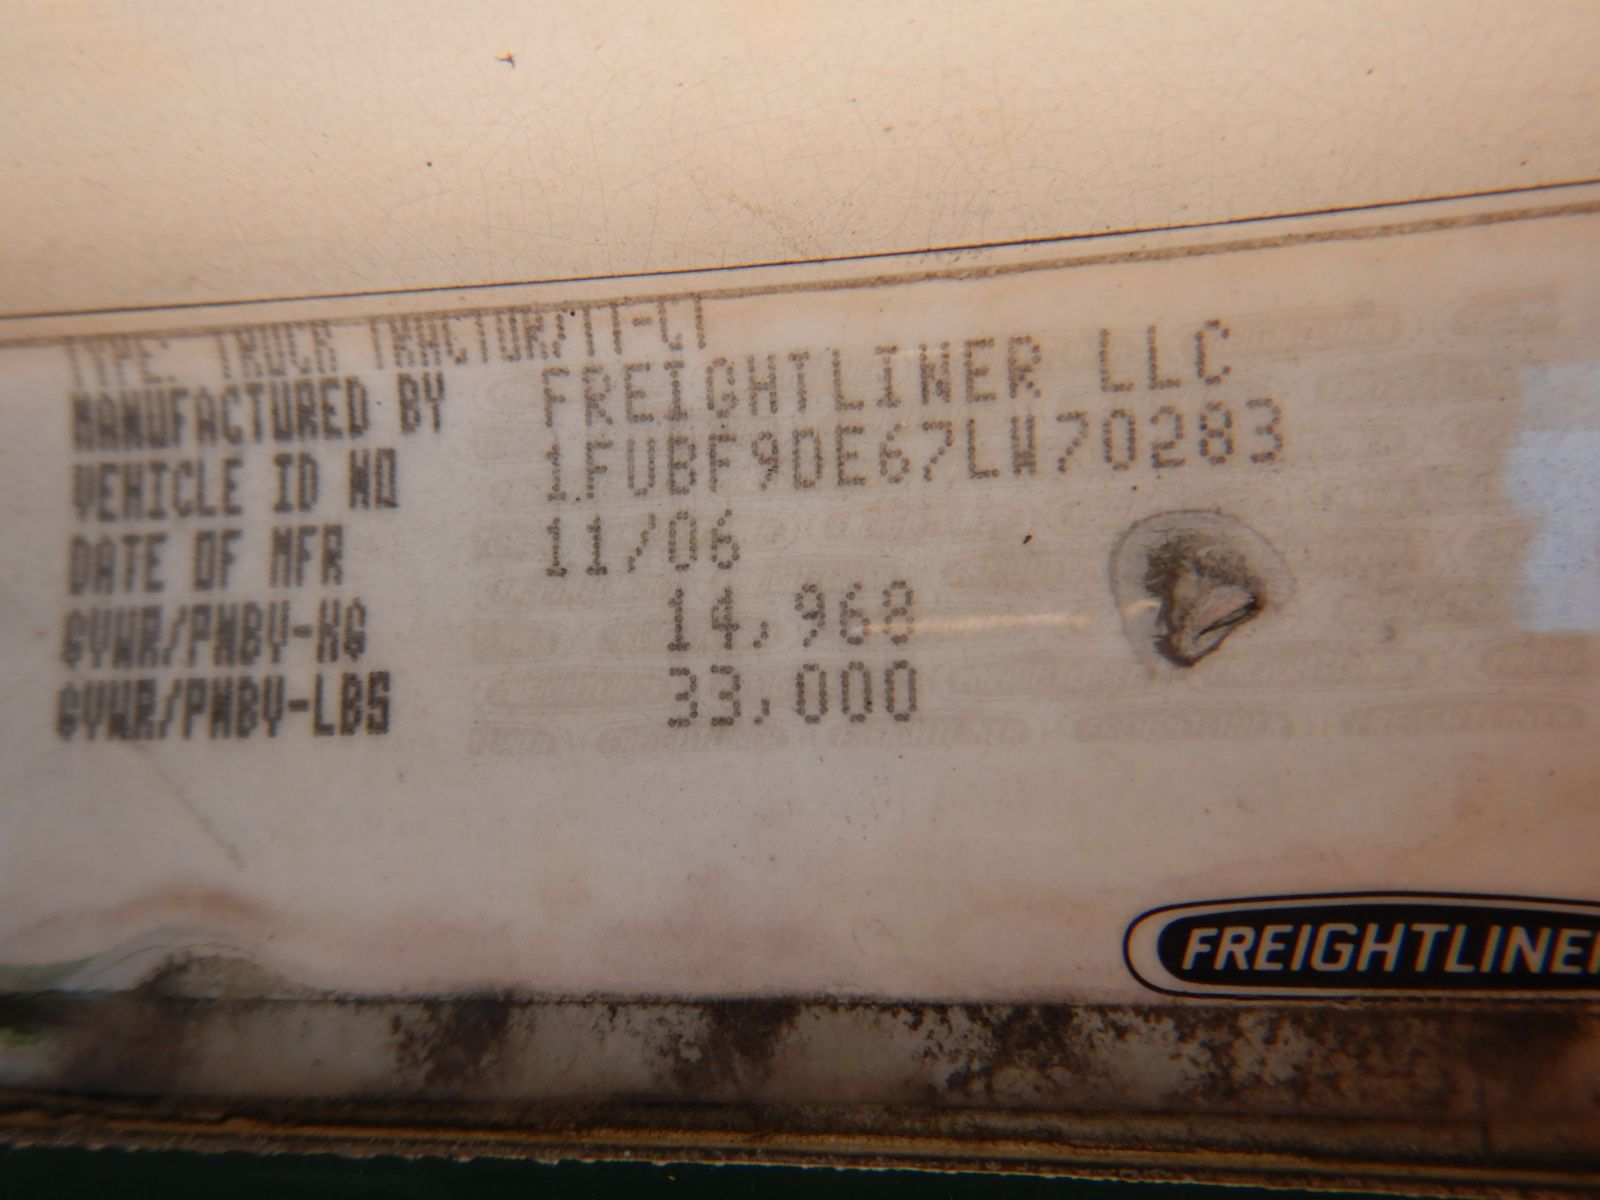 TYPE: TRUCK TRACTOR/TT-CT
MANUFACTURED BY FREIGHTLINER LLC
VEHICLE ID NO 1FUBF9DE67LW70283
DATE OF MFR 11/06
GVWR/PNBV-KG 14,968
GVWR/PNBV-LBS 33,000
FREIGHTLINER